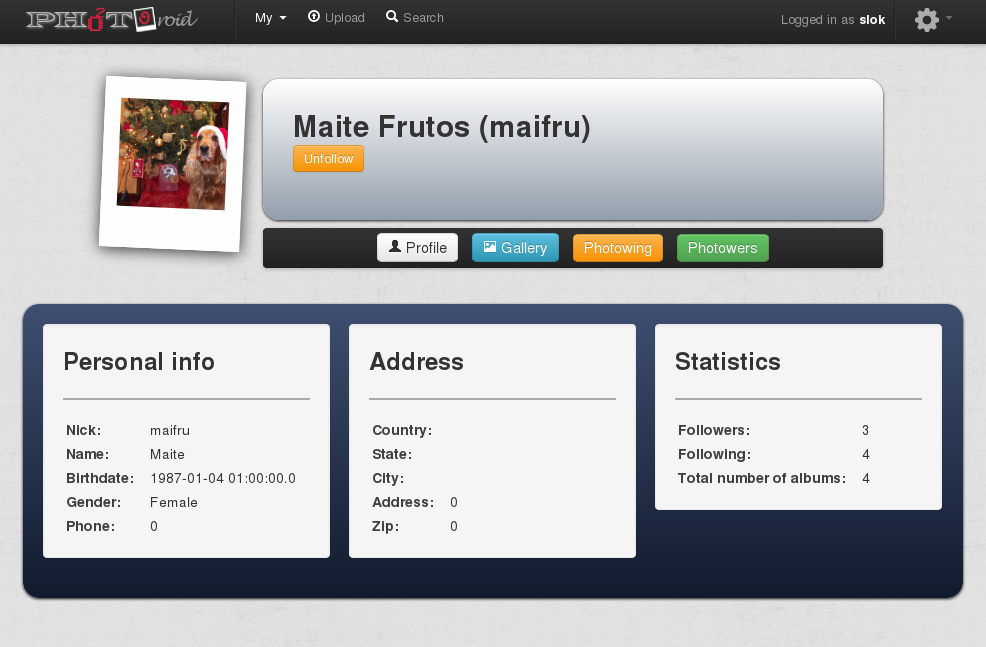 PHOTOroid
My Upload Search Logged in as slok
Maite Frutos (maifru)
Unfollow
Profile Gallery Photowing Photowers
Personal info
Nick: maifru
Name: Maite
Birthdate: 1987-01-04 01:00:00.0
Gender: Female
Phone: 0
Address
Country:
State:
City:
Address: 0
Zip: 0
Statistics
Followers: 3
Following: 4
Total number of albums: 4